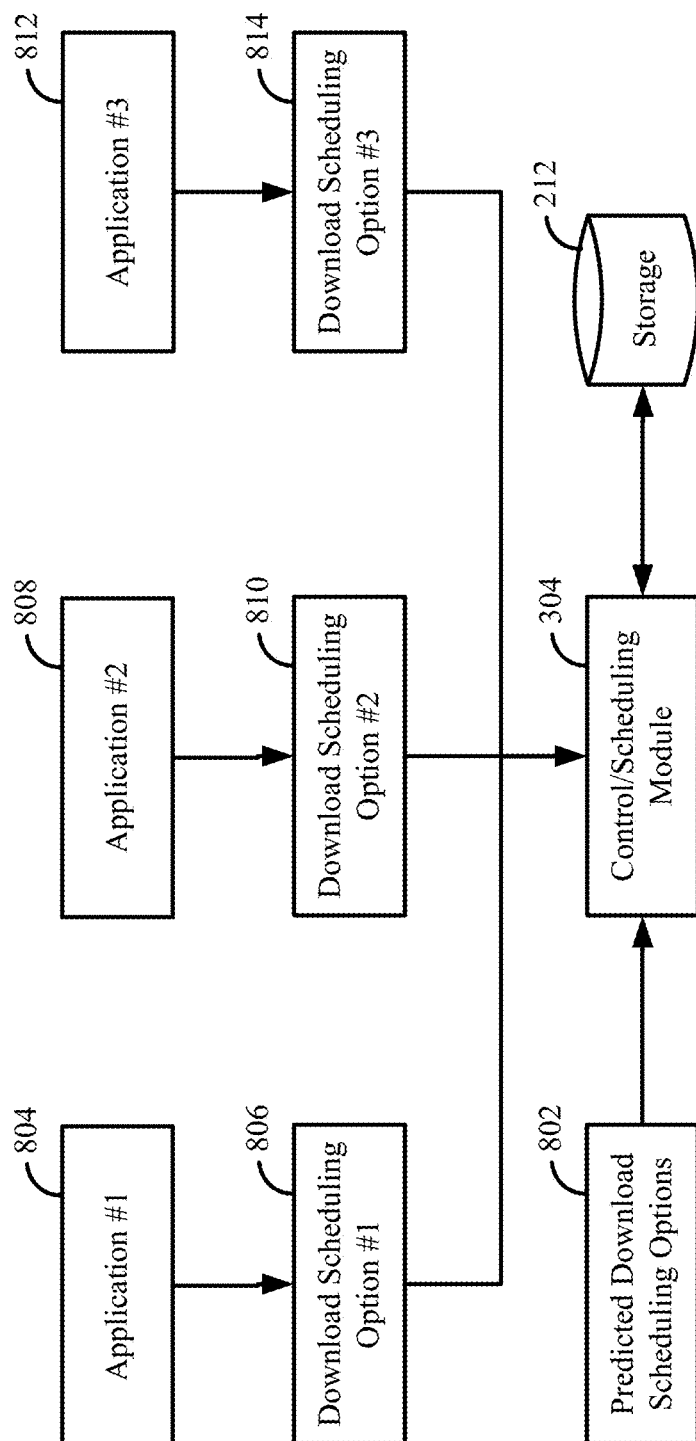 804
Application #1
808
Application #2
812
Application #3
806
Download Scheduling
Option #1
810
Download Scheduling
Option #2
814
Download Scheduling
Option #3
802
Predicted Download
Scheduling Options
304
Control/Scheduling
Module
212
Storage